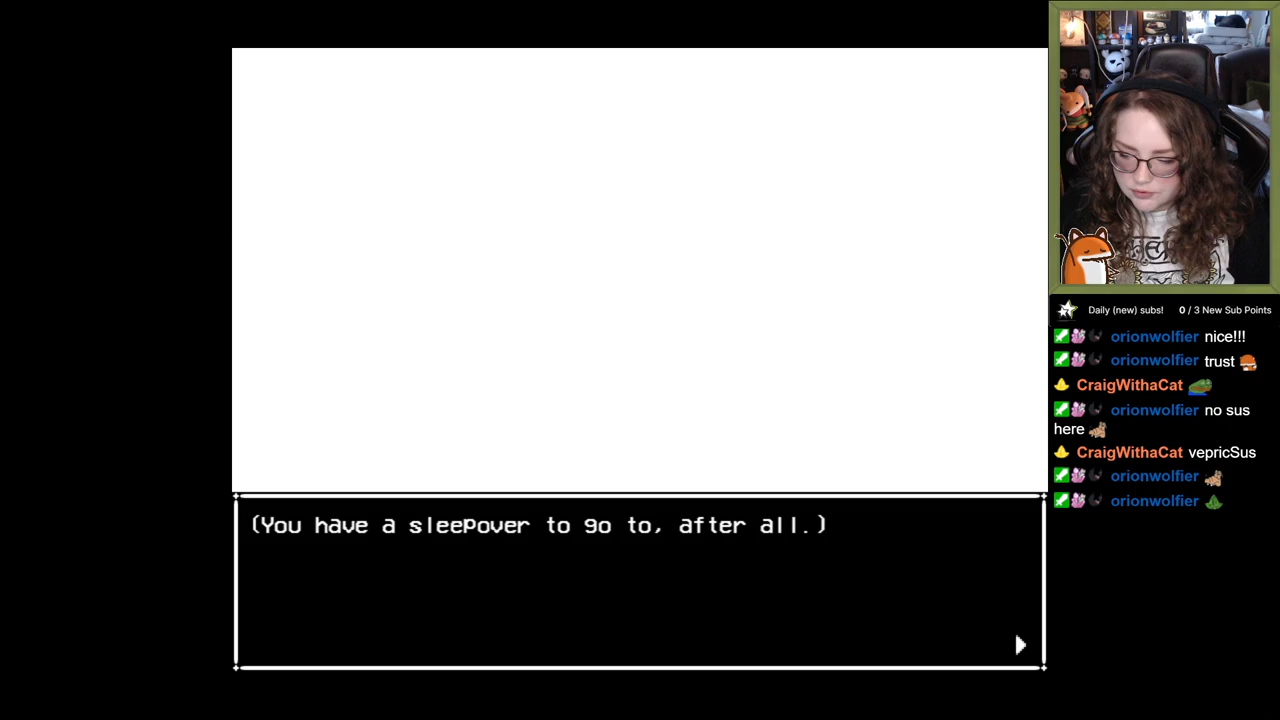 (You have a sleepover to go to, after all.)
Daily (new) subs! 0 / 3 New Sub Points
orionwolfier nice!!!
orionwolfier trust
CraigWithaCat
orionwolfier no sus
here
CraigWithaCat vepricSus
orionwolfier
orionwolfier